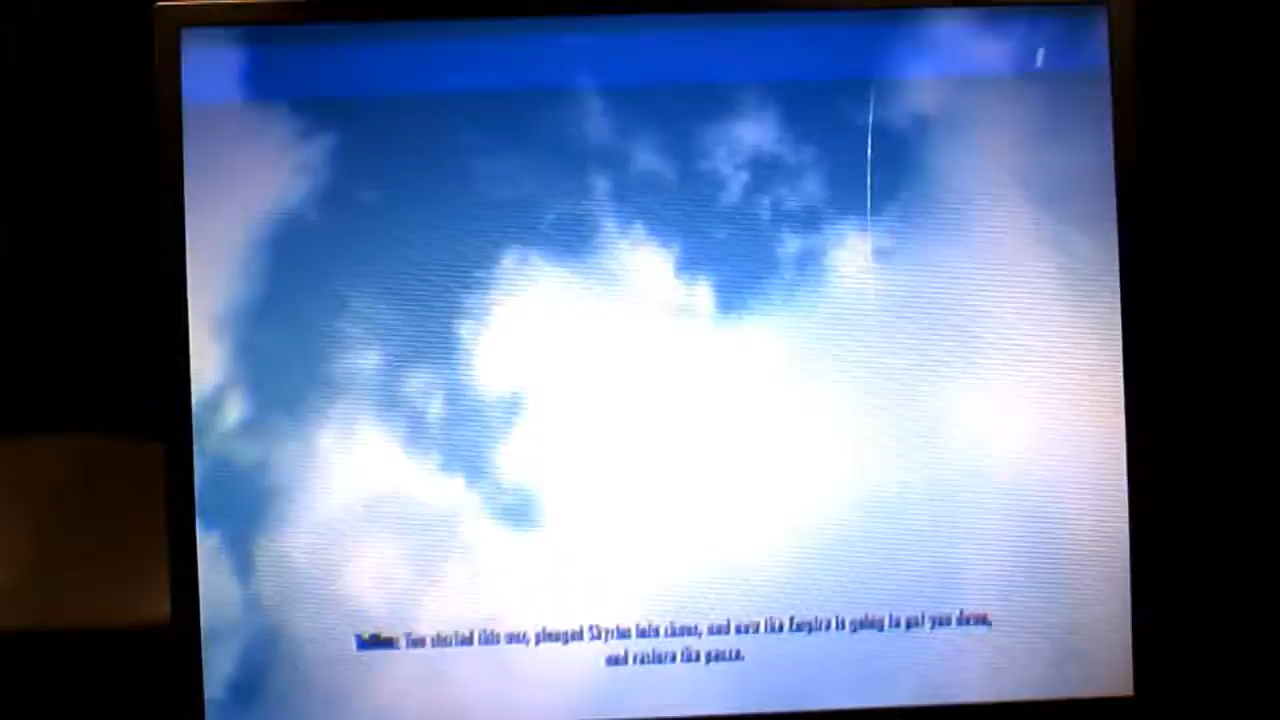 Tullius: You started this war, plunged Skyrim into chaos, and now the Empire is going to put you down,
and restore the peace.